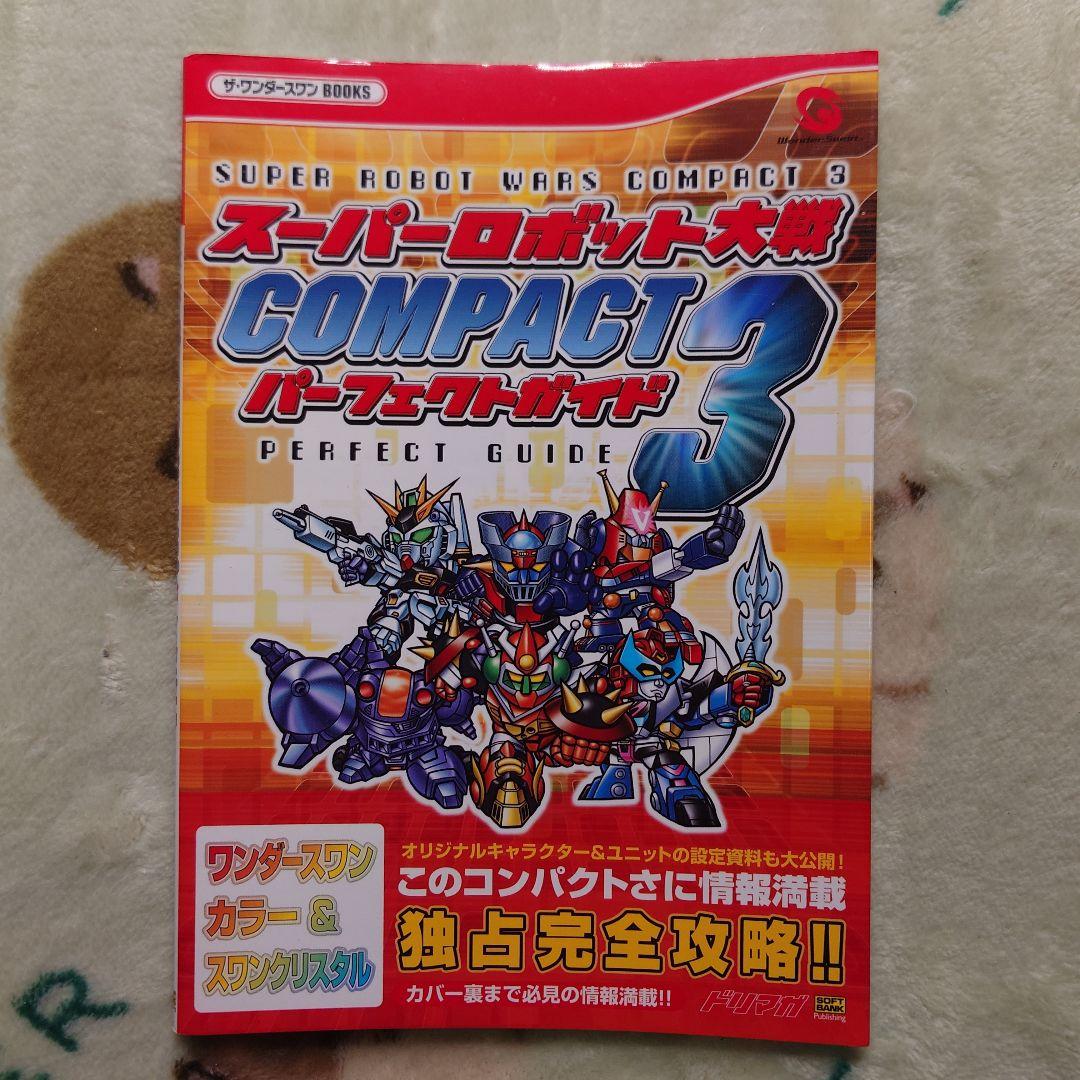 ザ・ワンダースワン BOOKS
WonderSwan
SUPER ROBOT WARS COMPACT 3
スーパーロボット大戦
COMPACT 3
パーフェクトガイド
PERFECT GUIDE
ワンダースワン
カラー &
スワンクリスタル
オリジナルキャラクター&ユニットの設定資料も大公開!
このコンパクトさに情報満載
独占完全攻略!!
カバー裏まで必見の情報満載!!
ドリマガ
SOFT
BANK
Publishing
R